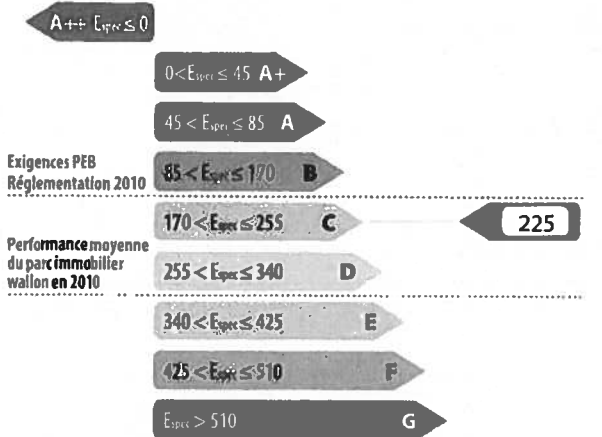 A++ Espec ≤ 0
0 < Espec ≤ 45 A+
45 < Espec ≤ 85 A
Exigences PEB
Réglementation 2010
85 < Espec ≤ 170 B
170 < Espec ≤ 255 C
225
Performance moyenne
du parc immobilier
wallon en 2010
255 < Espec ≤ 340 D
340 < Espec ≤ 425 E
425 < Espec ≤ 510 F
Espec > 510 G